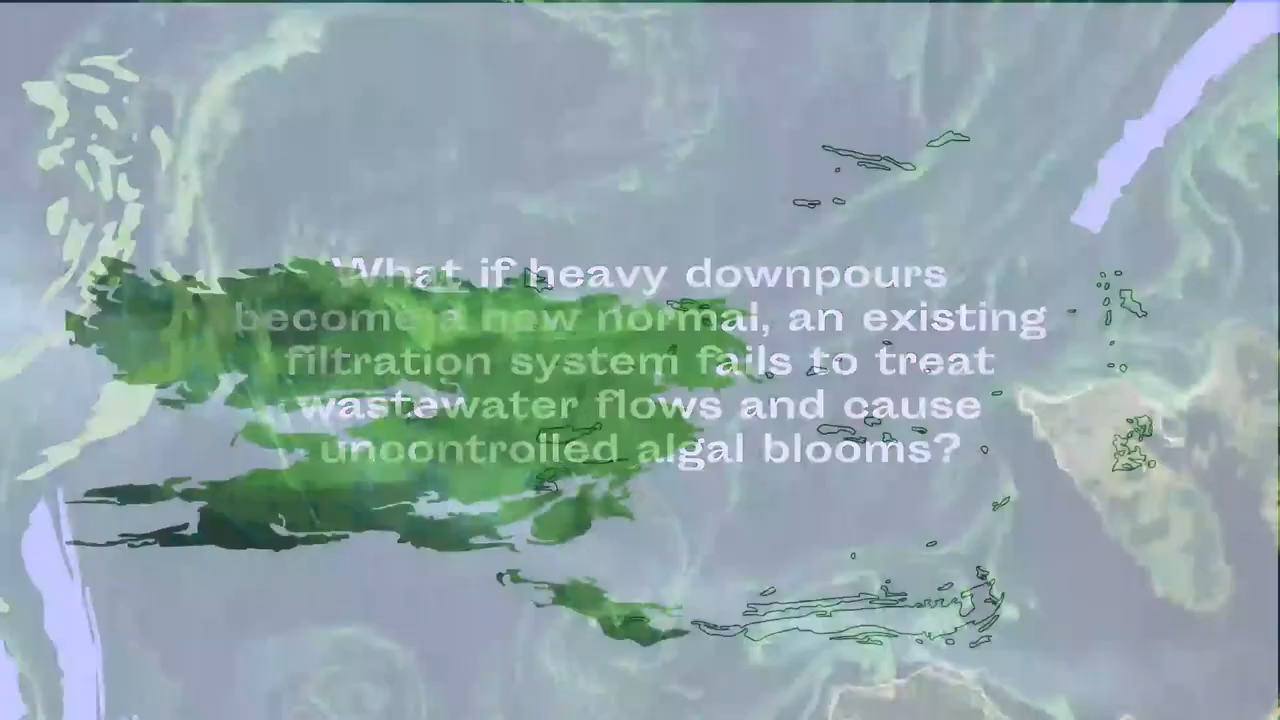 What if heavy downpours
become a new normal, an existing
filtration system fails to treat
wastewater flows and cause
uncontrolled algal blooms?